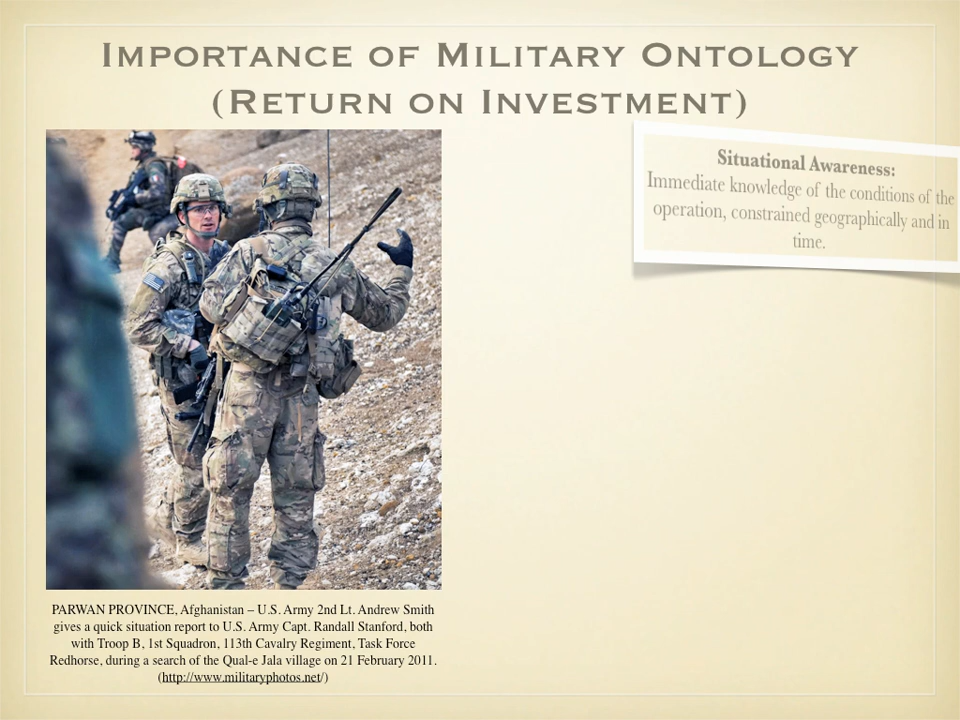 Importance of Military Ontology
(Return on Investment)
Situational Awareness:
Immediate knowledge of the conditions of the
operation, constrained geographically and in
time.
PARWAN PROVINCE, Afghanistan – U.S. Army 2nd Lt. Andrew Smith
gives a quick situation report to U.S. Army Capt. Randall Stanford, both
with Troop B, 1st Squadron, 113th Cavalry Regiment, Task Force
Redhorse, during a search of the Qual-e Jala village on 21 February 2011.
(http://www.militaryphotos.net/)